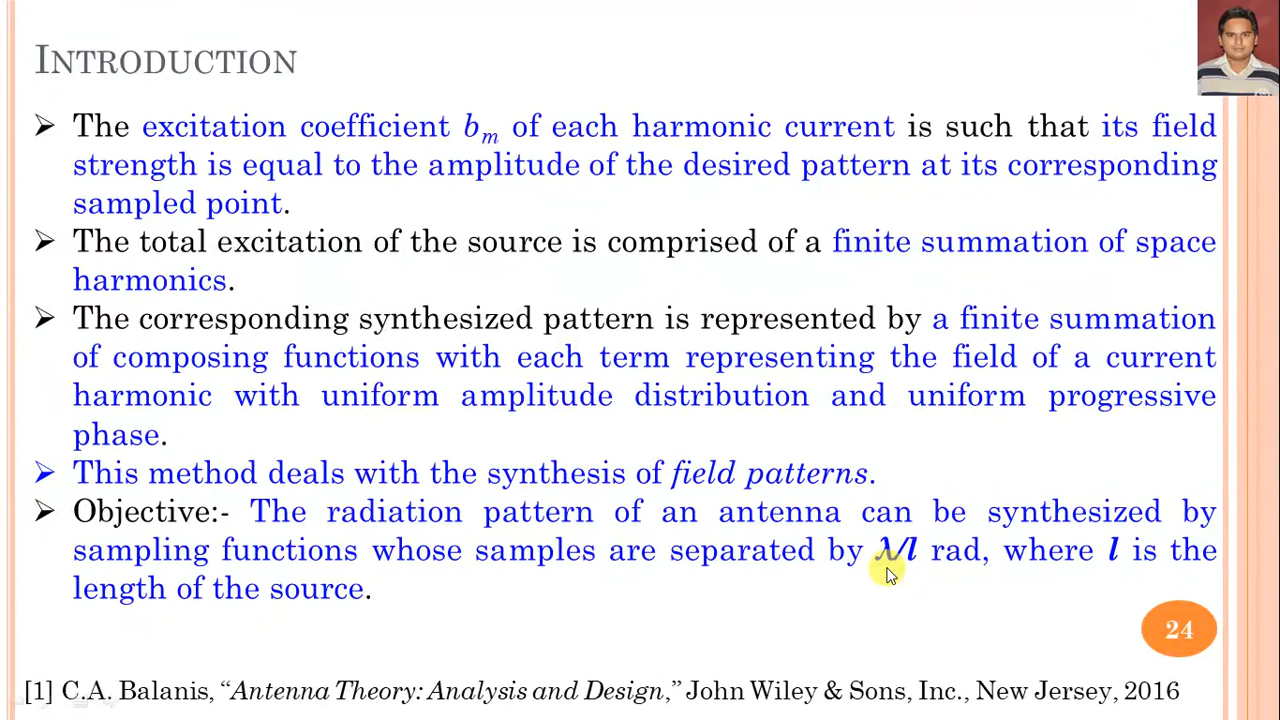 INTRODUCTION
➢ The excitation coefficient bm of each harmonic current is such that its field
strength is equal to the amplitude of the desired pattern at its corresponding
sampled point.
➢ The total excitation of the source is comprised of a finite summation of space
harmonics.
➢ The corresponding synthesized pattern is represented by a finite summation
of composing functions with each term representing the field of a current
harmonic with uniform amplitude distribution and uniform progressive
phase.
➢ This method deals with the synthesis of field patterns.
➢ Objective:- The radiation pattern of an antenna can be synthesized by
sampling functions whose samples are separated by λ/l rad, where l is the
length of the source.
24
[1] C.A. Balanis, “Antenna Theory: Analysis and Design,” John Wiley & Sons, Inc., New Jersey, 2016